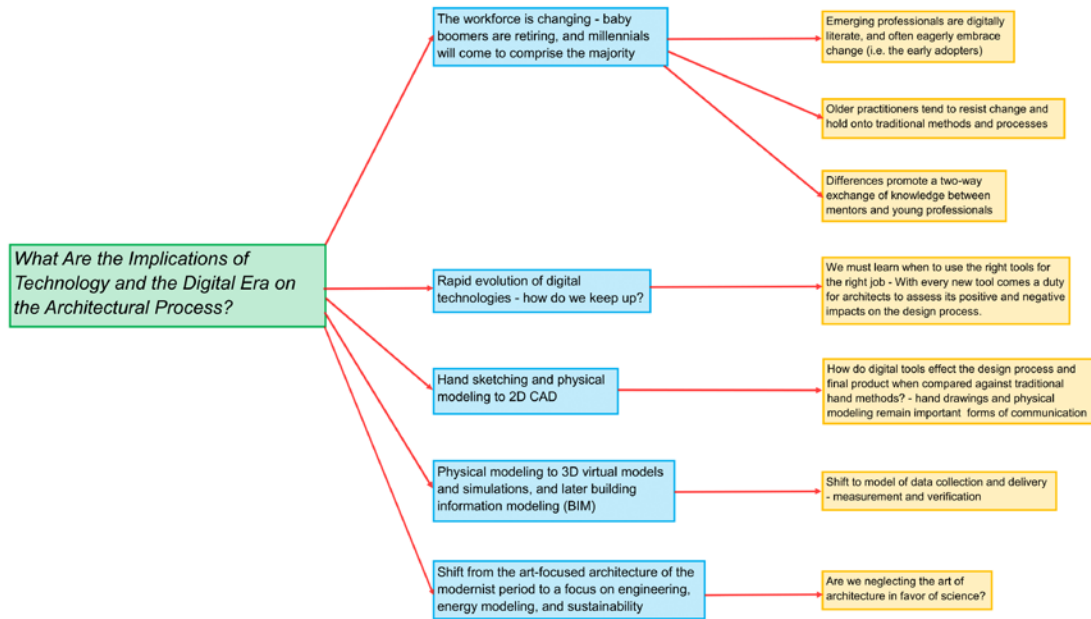 The workforce is changing - baby
boomers are retiring, and millennials
will come to comprise the majority
Emerging professionals are digitally
literate, and often eagerly embrace
change (i.e. the early adopters)
Older practitioners tend to resist change and
hold onto traditional methods and processes
Differences promote a two-way
exchange of knowledge between
mentors and young professionals
What Are the Implications of
Technology and the Digital Era on
the Architectural Process?
Rapid evolution of digital
technologies - how do we keep up?
We must learn when to use the right tools for
the right job - With every new tool comes a duty
for architects to assess its positive and negative
impacts on the design process.
Hand sketching and physical
modeling to 2D CAD
How do digital tools effect the design process and
final product when compared against traditional
hand methods? - hand drawings and physical
modeling remain important forms of communication
Physical modeling to 3D virtual models
and simulations, and later building
information modeling (BIM)
Shift to model of data collection and delivery
- measurement and verification
Shift from the art-focused architecture of the
modernist period to a focus on engineering,
energy modeling, and sustainability
Are we neglecting the art of
architecture in favor of science?